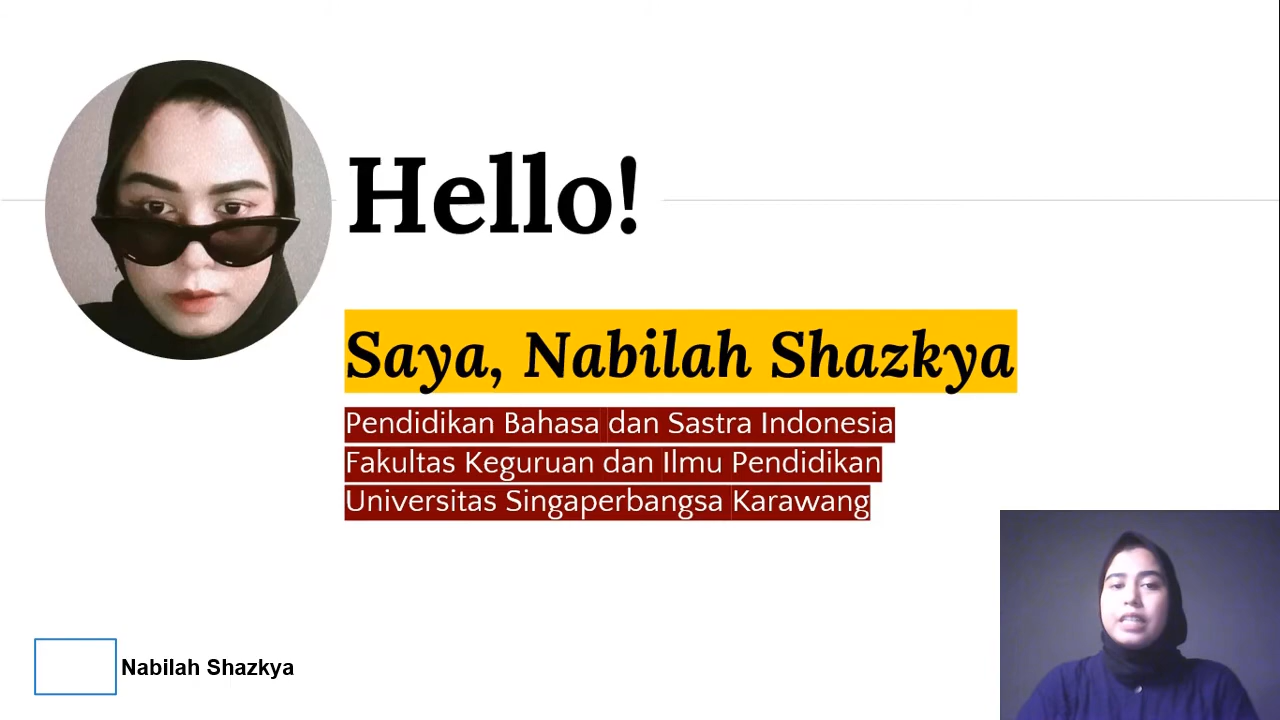 Hello!
Saya, Nabilah Shazkya
Pendidikan Bahasa dan Sastra Indonesia
Fakultas Keguruan dan Ilmu Pendidikan
Universitas Singaperbangsa Karawang
Nabilah Shazkya